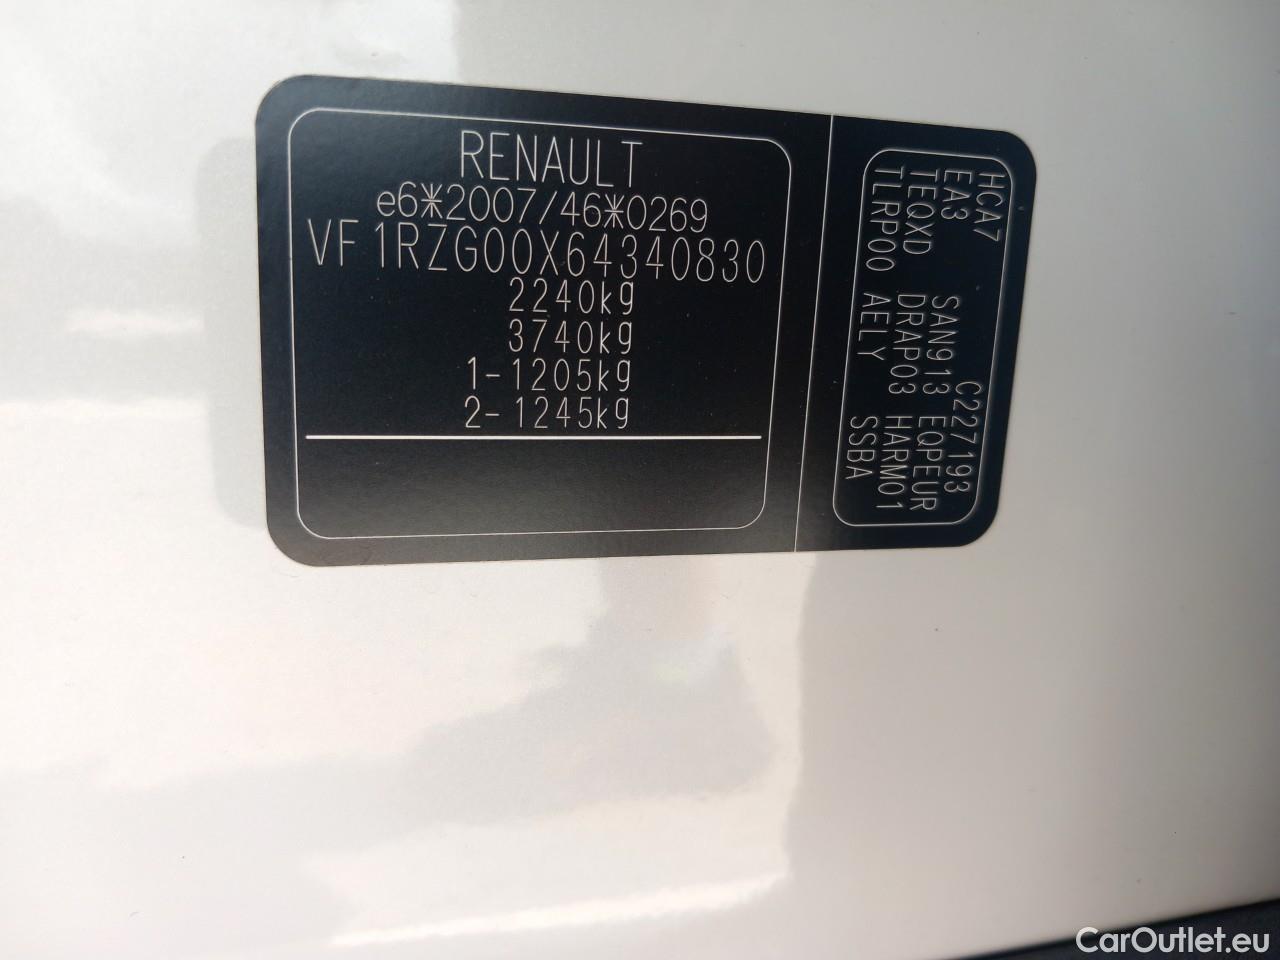 RENAULT
e6*2007/46*0269
VF1RZG00X64340830
2240kg
3740kg
1-1205kg
2-1245kg
HCA7 C227193
EA3 SAN913 EQPEUR
TEQXD DRAP03 HARM01
TLRP00 AELY SSBA
CarOutlet.eu